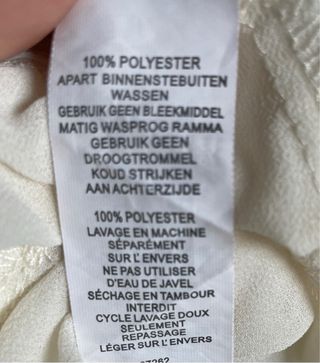 100% POLYESTER
APART BINNENSTEBUITEN
WASSEN
GEBRUIK GEEN BLEEKMIDDEL
MATIG WASPROG RAMMA
GEBRUIK GEEN
DROOGTROMMEL
KOUD STRIJKEN
AAN ACHTERZIJDE
100% POLYESTER
LAVAGE EN MACHINE
SÉPARÉMENT
SUR L'ENVERS
NE PAS UTILISER
D'EAU DE JAVEL
SÉCHAGE EN TAMBOUR
INTERDIT
CYCLE LAVAGE DOUX
SEULEMENT
REPASSAGE
LÉGER SUR L'ENVERS